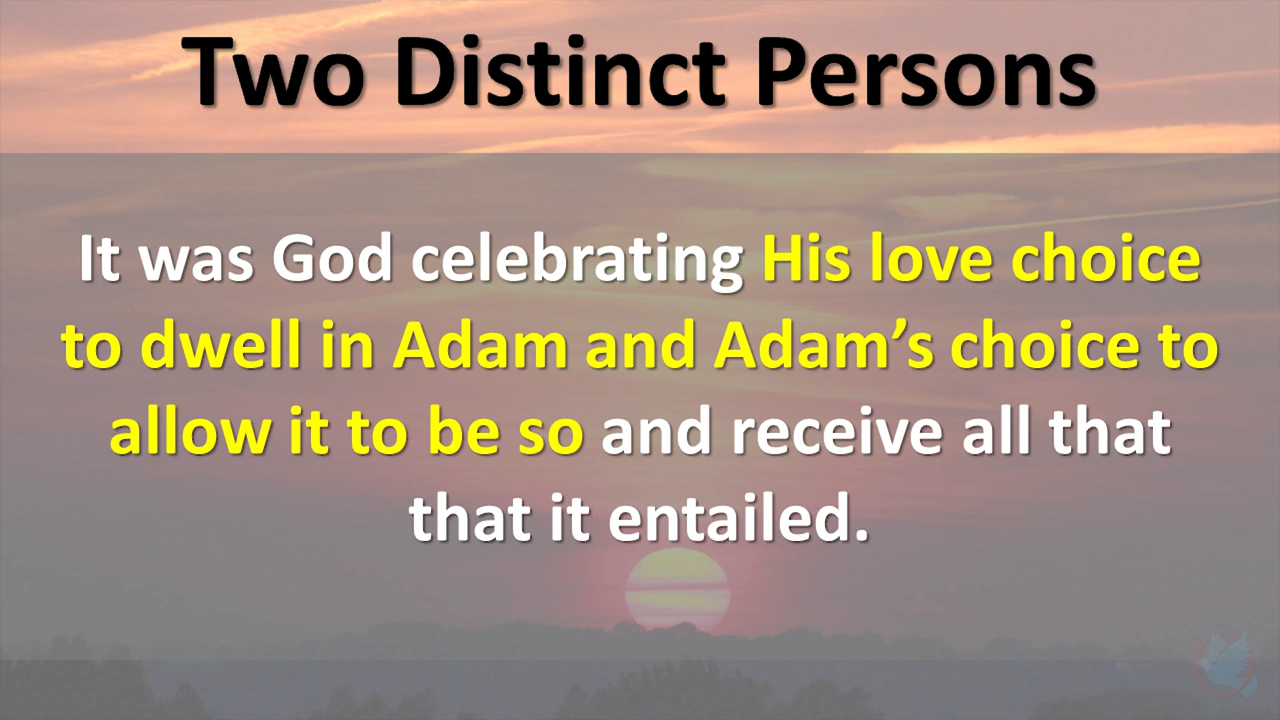 Two Distinct Persons
It was God celebrating His love choice
to dwell in Adam and Adam’s choice to
allow it to be so and receive all that
that it entailed.